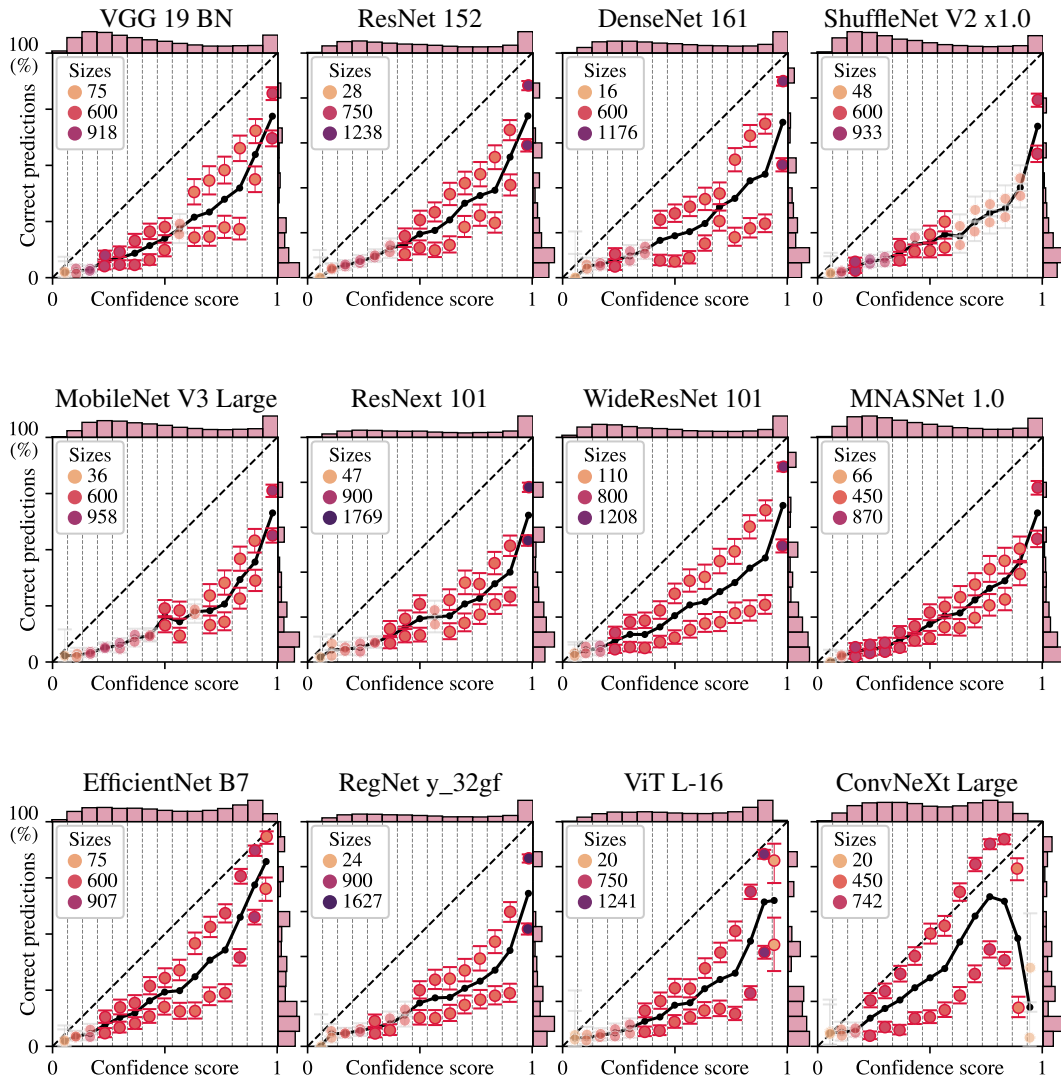 VGG 19 BN
ResNet 152
DenseNet 161
ShuffleNet V2 x1.0
100
(%)
Correct predictions
0
Sizes
75
600
918
Sizes
28
750
1238
Sizes
16
600
1176
Sizes
48
600
933
0 Confidence score 1
0 Confidence score 1
0 Confidence score 1
0 Confidence score 1
MobileNet V3 Large
ResNext 101
WideResNet 101
MNASNet 1.0
100
(%)
Correct predictions
0
Sizes
36
600
958
Sizes
47
900
1769
Sizes
110
800
1208
Sizes
66
450
870
0 Confidence score 1
0 Confidence score 1
0 Confidence score 1
0 Confidence score 1
EfficientNet B7
RegNet y_32gf
ViT L-16
ConvNeXt Large
100
(%)
Correct predictions
0
Sizes
75
600
907
Sizes
24
900
1627
Sizes
20
750
1241
Sizes
20
450
742
0 Confidence score 1
0 Confidence score 1
0 Confidence score 1
0 Confidence score 1